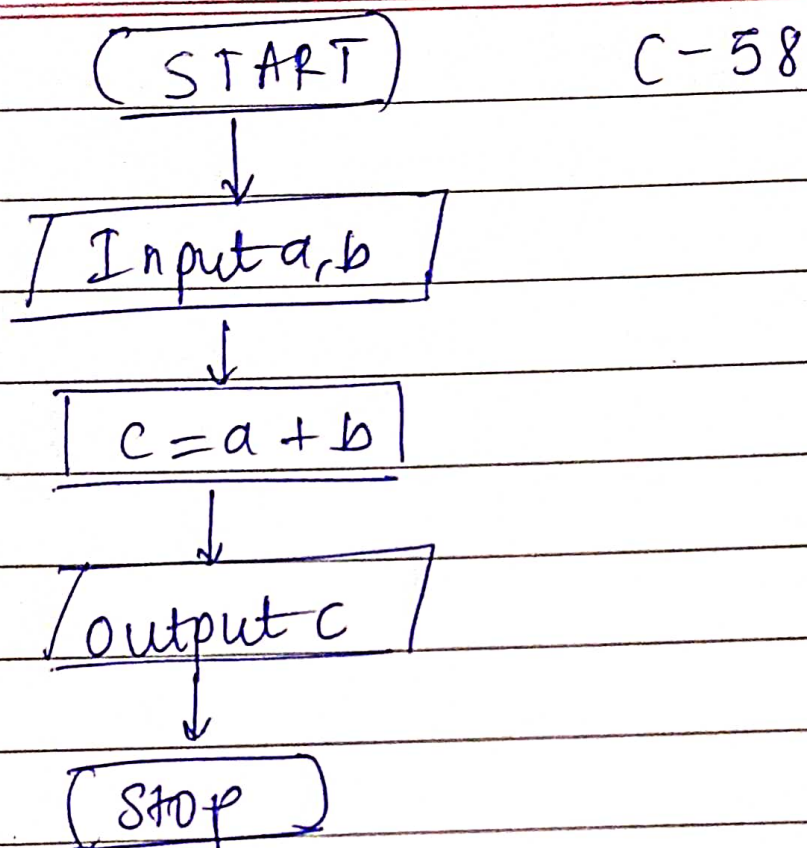 START C-58
Input a, b
c = a + b
output c
Stop